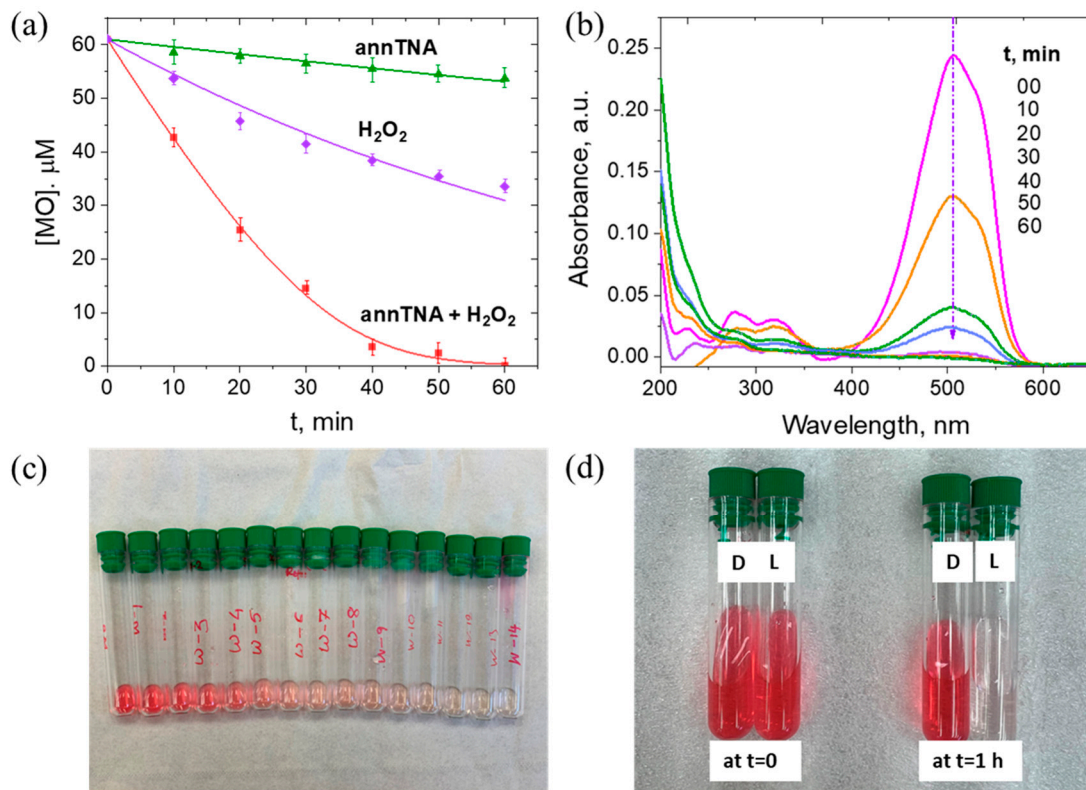 (a)
60
50
40
30
20
10
0
[MO]. μM
annTNA
H₂O₂
annTNA + H₂O₂
0 10 20 30 40 50 60
t, min
(b)
0.25
0.20
0.15
0.10
0.05
0.00
Absorbance, a.u.
t, min
00
10
20
30
40
50
60
200 300 400 500 600
Wavelength, nm
(c)
W-1
W-3
W-4
W-5
W-6
W-7
W-8
W-9
W-10
W-11
W-13
W-14
(d)
D L
D L
at t=0
at t=1 h